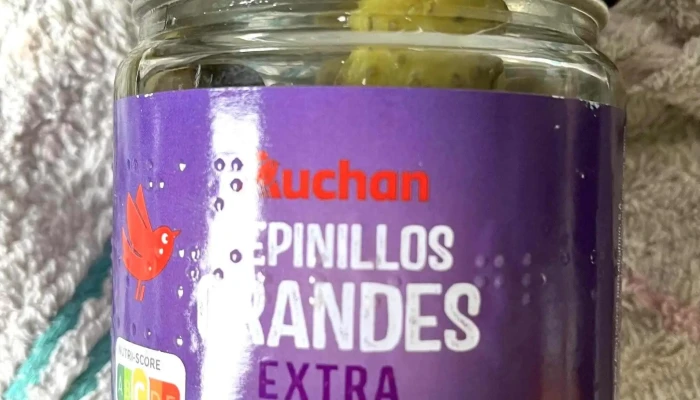 Auchan
PEPINILLOS
GRANDES
EXTRA
NUTRI-SCORE
A B C D E